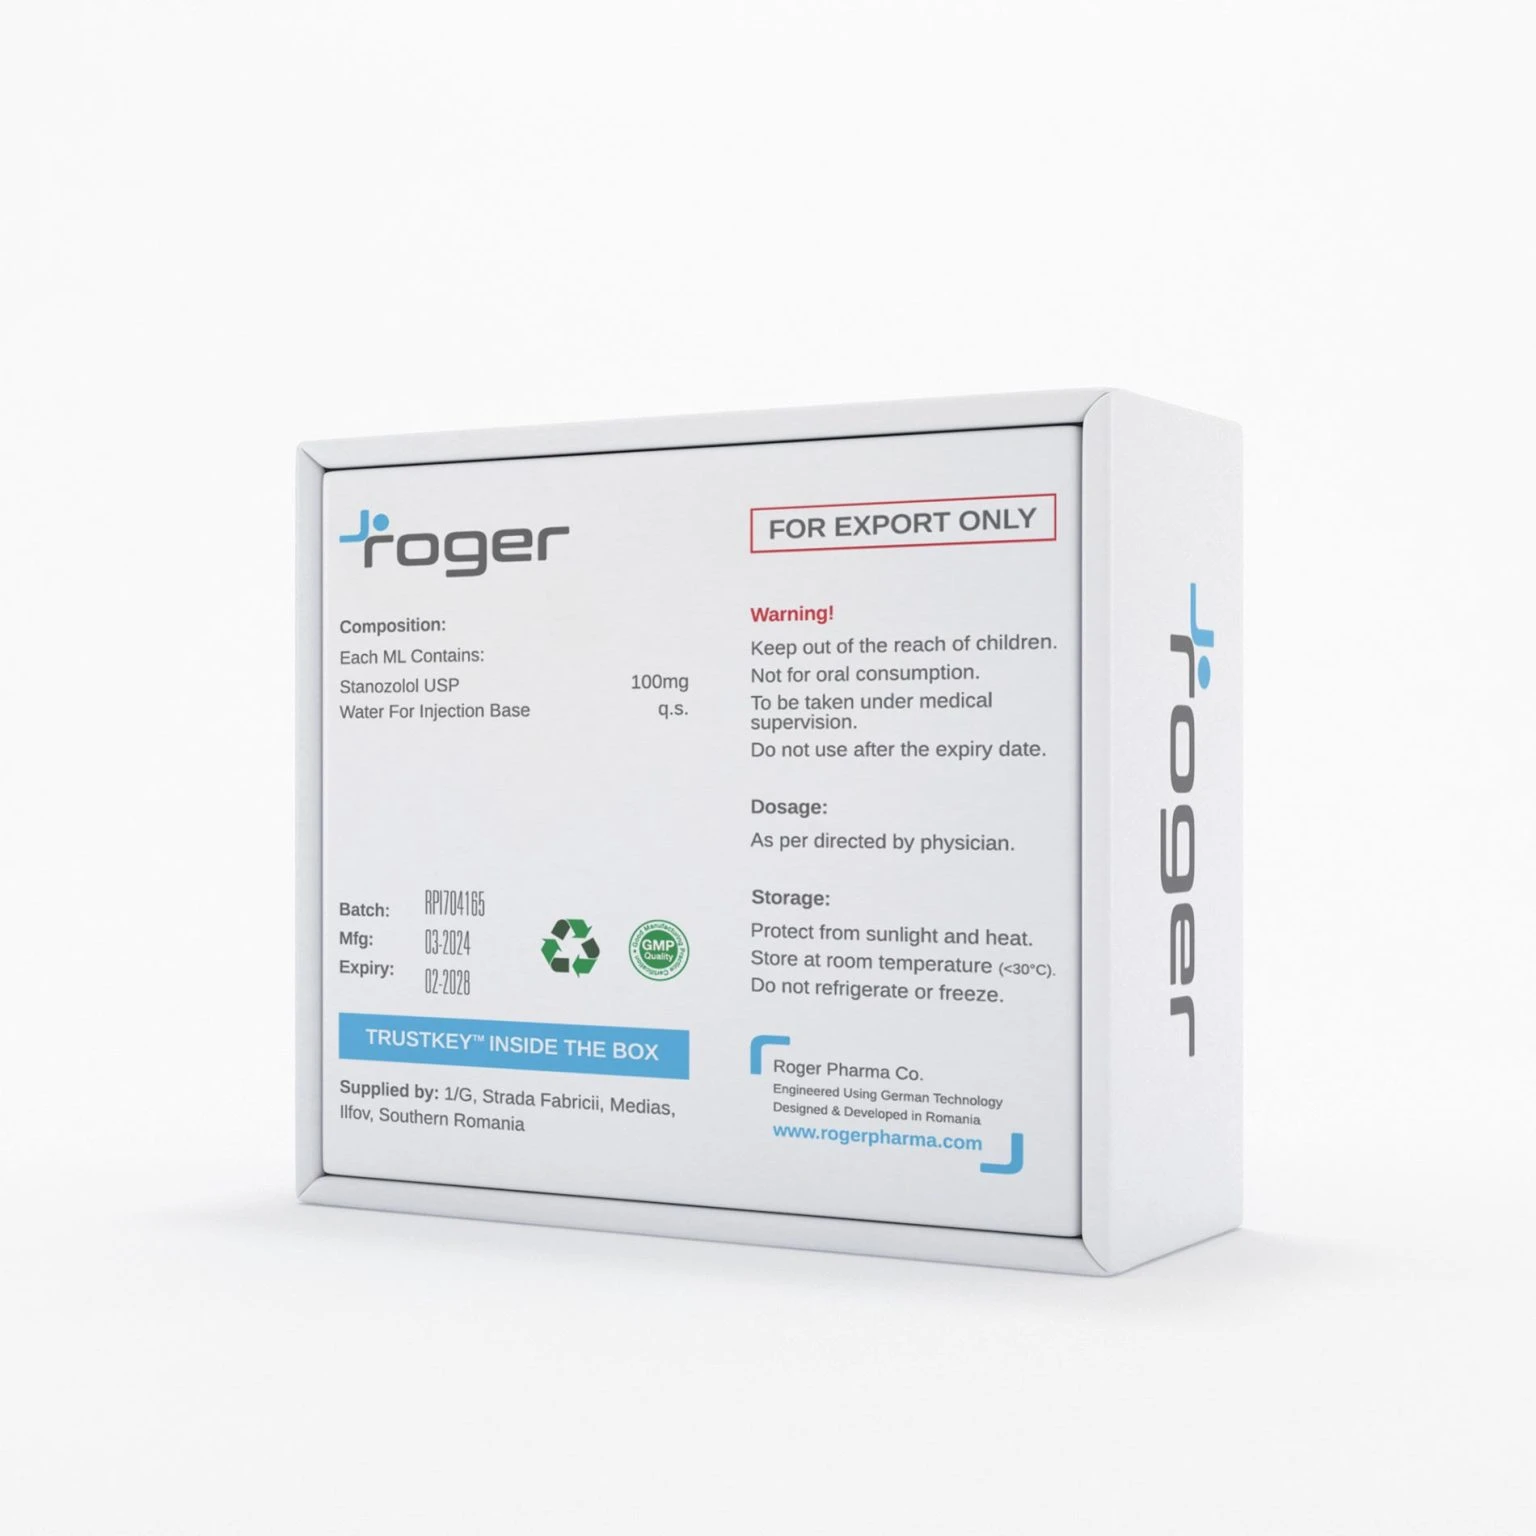 roger
Composition:
Each ML Contains:
Stanozolol USP 100mg
Water For Injection Base q.s.
Batch: RPI704165
Mfg: 03-2024
Expiry: 02-2028
Good Manufacturing Practice Certification
GMP
Quality
TRUSTKEY™ INSIDE THE BOX
Supplied by: 1/G, Strada Fabricii, Medias,
Ilfov, Southern Romania
FOR EXPORT ONLY
Warning!
Keep out of the reach of children.
Not for oral consumption.
To be taken under medical
supervision.
Do not use after the expiry date.
Dosage:
As per directed by physician.
Storage:
Protect from sunlight and heat.
Store at room temperature (<30°C).
Do not refrigerate or freeze.
Roger Pharma Co.
Engineered Using German Technology
Designed & Developed in Romania
www.rogerpharma.com
roger